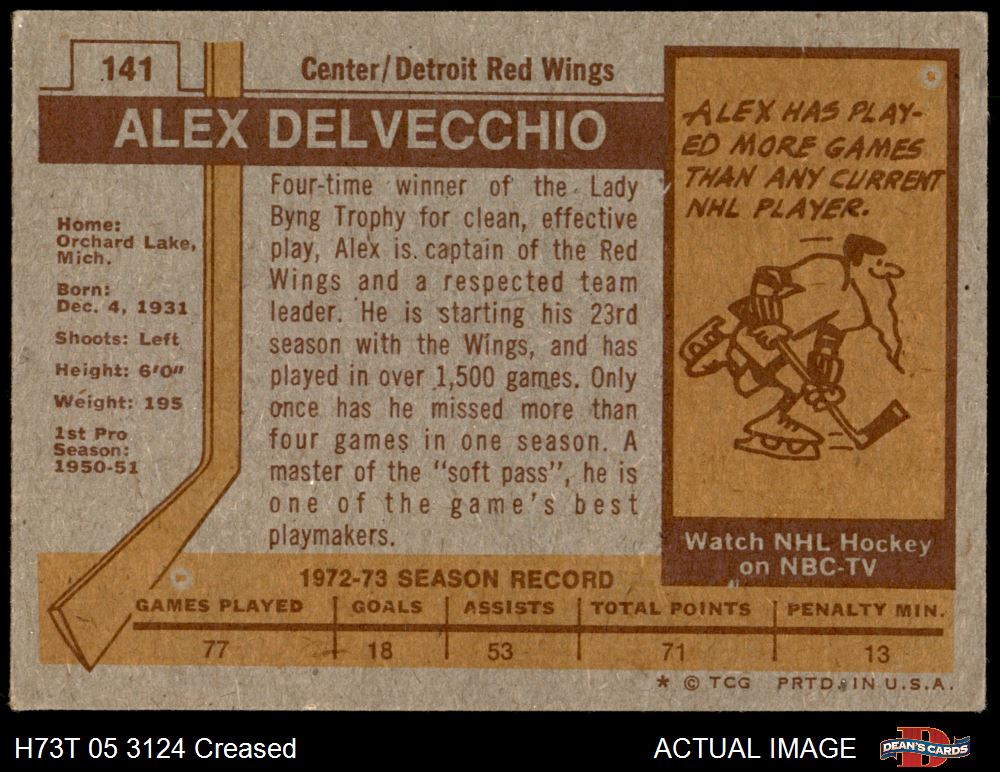 141
Center/Detroit Red Wings
ALEX DELVECCHIO
Home:
Orchard Lake,
Mich.
Born:
Dec. 4, 1931
Shoots: Left
Height: 6'0"
Weight: 195
1st Pro
Season:
1950-51
Four-time winner of the Lady
Byng Trophy for clean, effective
play, Alex is captain of the Red
Wings and a respected team
leader. He is starting his 23rd
season with the Wings, and has
played in over 1,500 games. Only
once has he missed more than
four games in one season. A
master of the "soft pass", he is
one of the game's best
playmakers.
ALEX HAS PLAY-
ED MORE GAMES
THAN ANY CURRENT
NHL PLAYER.
Watch NHL Hockey
on NBC-TV
1972-73 SEASON RECORD
GAMES PLAYED GOALS ASSISTS TOTAL POINTS PENALTY MIN.
77 18 53 71 13
* © TCG PRTD. IN U.S.A.
H73T 05 3124 Creased
ACTUAL IMAGE
DEAN'S CARDS